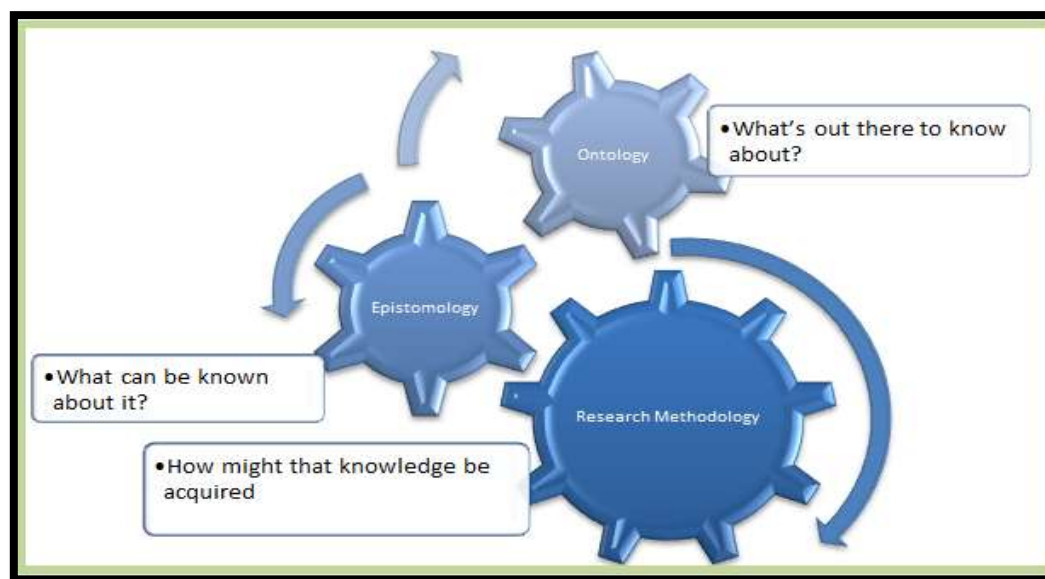 Ontology
•What's out there to know
about?
Epistomology
•What can be known
about it?
Research Methodology
•How might that knowledge be
acquired